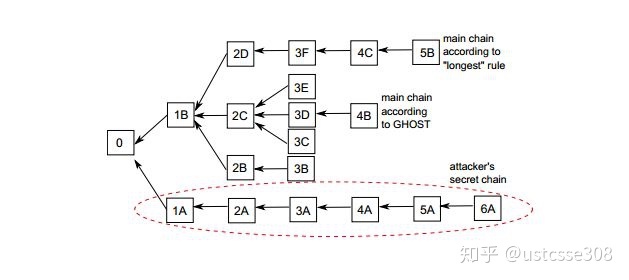 2D
3F
4C
5B
main chain
according to
"longest" rule
3E
1B
2C
3D
4B
main chain
according
to GHOST
0
3C
2B
3B
attacker's
secret chain
1A
2A
3A
4A
5A
6A
知乎 @ustcsse308